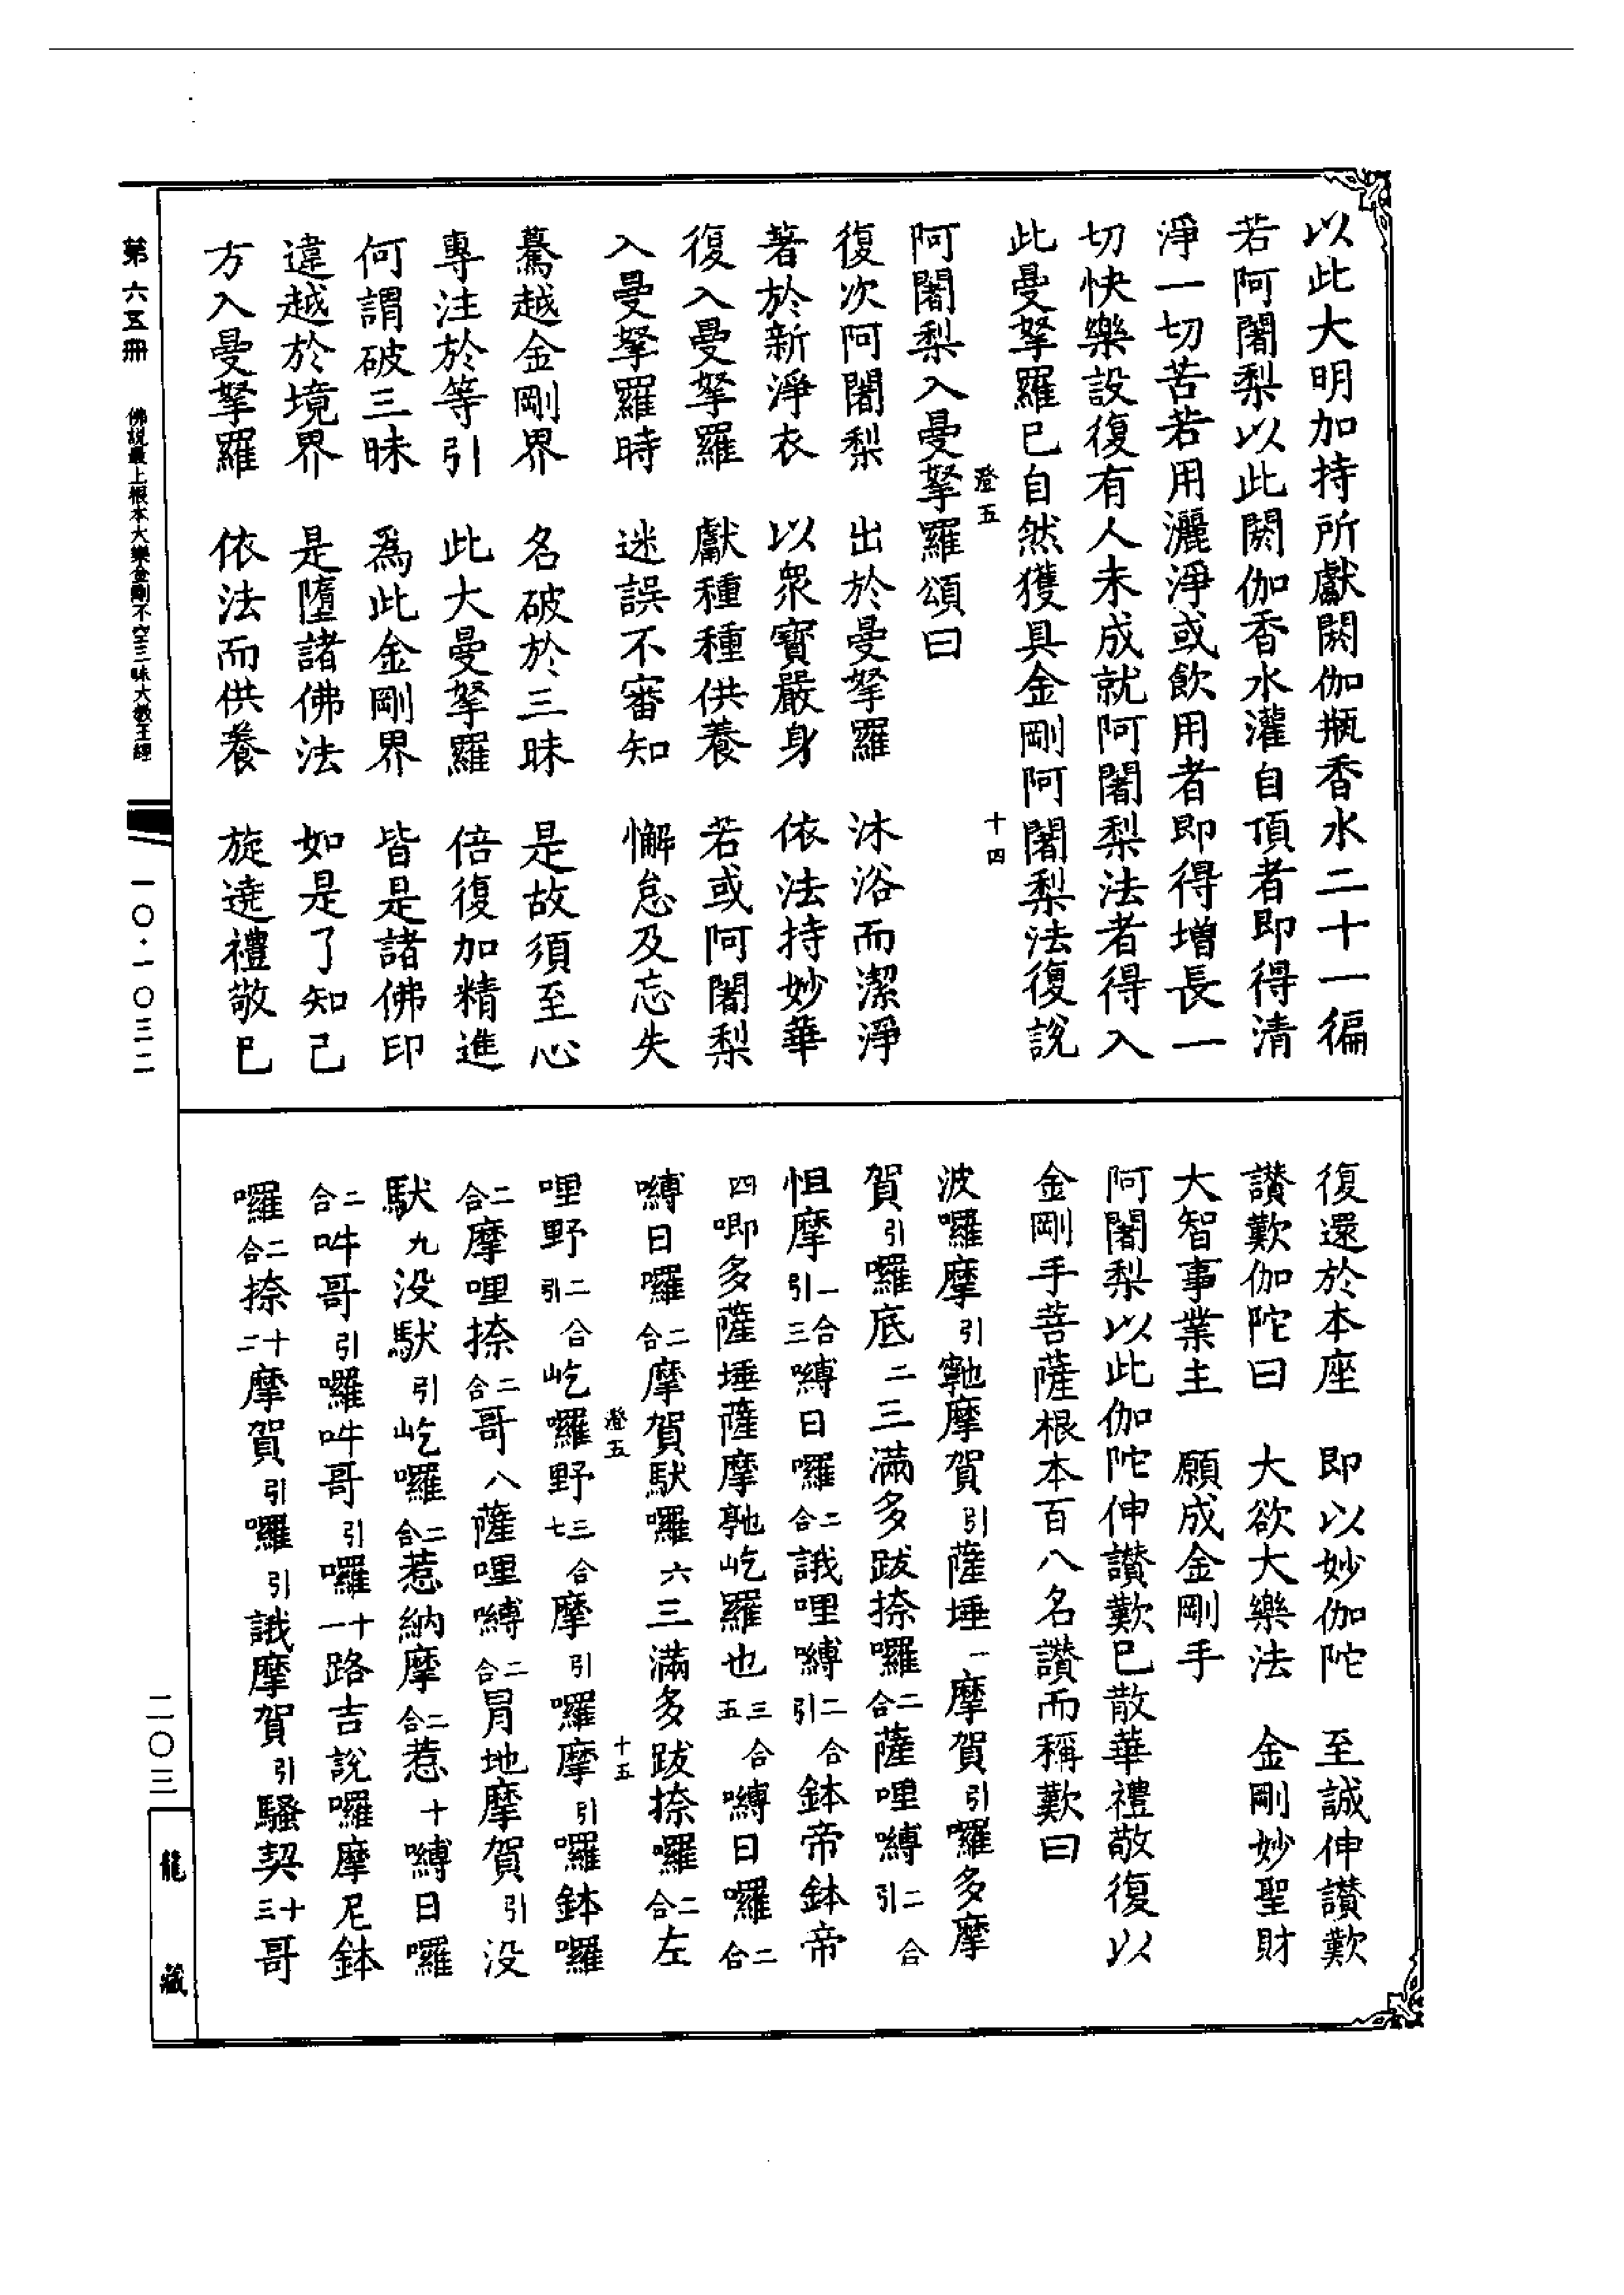 以此大明加持所獻閼伽瓶香水二十一徧
若阿闍梨以此閼伽香水灌自頂者即得清
淨一切苦若用灑淨或飲用者即得增長一
切快樂設復有人未成就阿闍梨法者得入
此曼拏羅已自然獲具金剛阿闍梨法復說
澄五 十四
阿闍梨入曼拏羅頌曰
復次阿闍梨 出於曼拏羅 沐浴而潔淨
著於新淨衣 以眾寶嚴身 依法持妙華
復入曼拏羅 獻種種供養 若或阿闍梨
入曼拏羅時 迷誤不審知 懈怠及忘失
驀越金剛界 名破於三昧 是故須至心
專注於等引 此大曼拏羅 倍復加精進
何謂破三昧 為此金剛界 皆是諸佛印
違越於境界 是墮諸佛法 如是了知已
方入曼拏羅 依法而供養 旋遶禮敬已
復還於本座 即以妙伽陀 至誠伸讚歎
讚歎伽陀曰 大欲大樂法 金剛妙聖財
大智事業主 願成金剛手
阿闍梨以此伽陀伸讚歎已散華禮敬復以
金剛手菩薩根本百八名讚而稱歎曰
波囉摩引鼢摩賀引薩埵一摩賀引囉多摩
賀引囉底二三滿多跋捺囉二合薩哩嚩二合引
怛摩一合引三嚩日囉二合誐哩嚩二合引鉢帝鉢帝
四唧多薩埵薩摩鼢屹羅也三合五嚩日囉二合
嚩日囉二合摩賀馱囉六三滿多跋捺囉二合左
澄五 十五
哩野二合引屹囉野三合七摩引囉摩引囉鉢囉
二合摩哩捺二合哥八薩哩嚩二合冐地摩賀引没
馱九没馱引屹囉二合惹納摩二合惹十嚩日囉
二合吽哥引囉吽哥引囉十一路吉說囉摩尼鉢
囉二合捺十二摩賀引囉引誐摩賀引騷契十三哥
第六五冊 佛說最上根本大樂金剛不空三昧大教王經
一〇·一〇三二
二〇三
龍藏